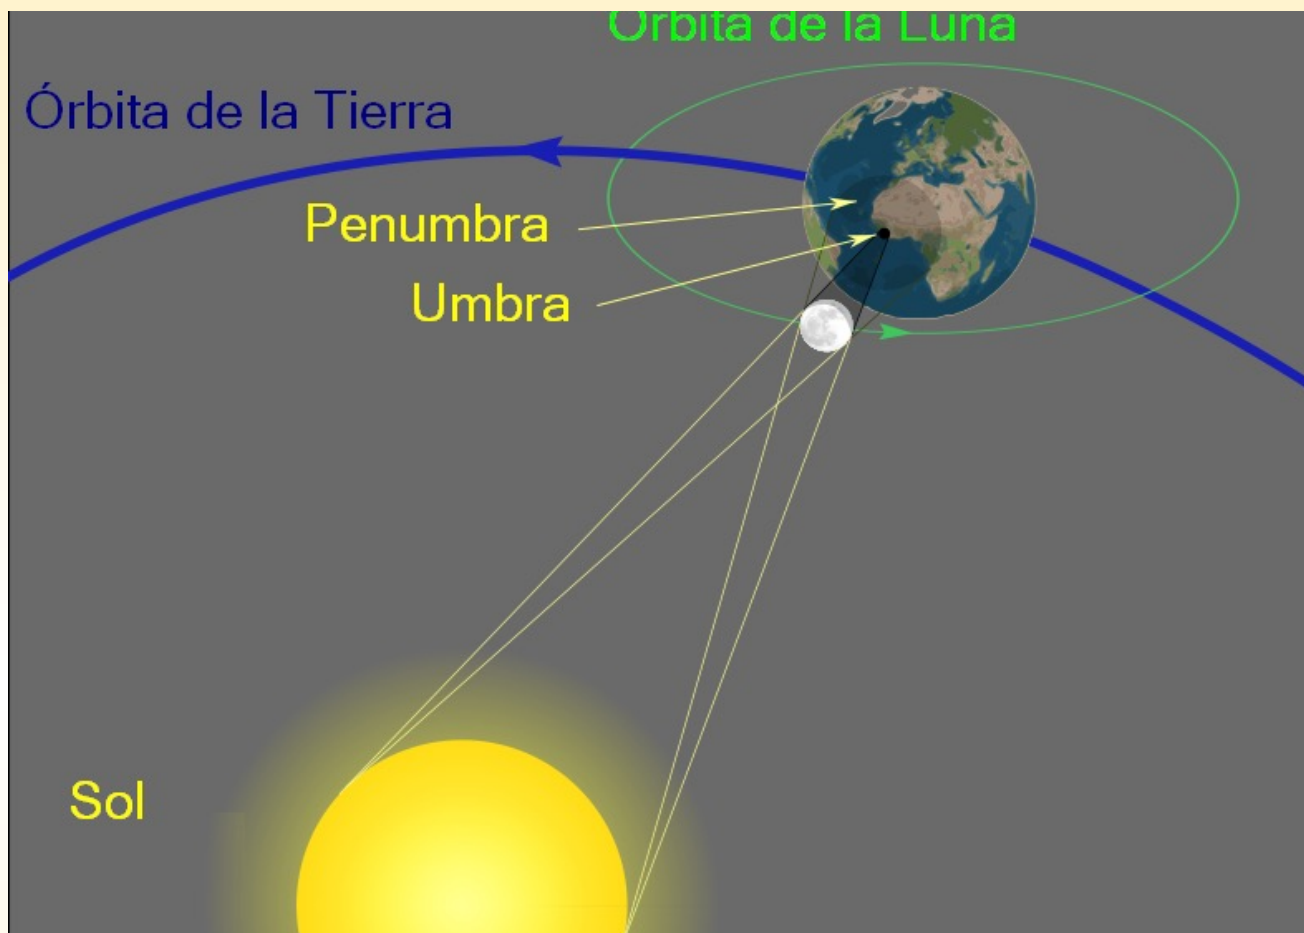 Órbita de la Luna
Órbita de la Tierra
Penumbra
Umbra
Sol